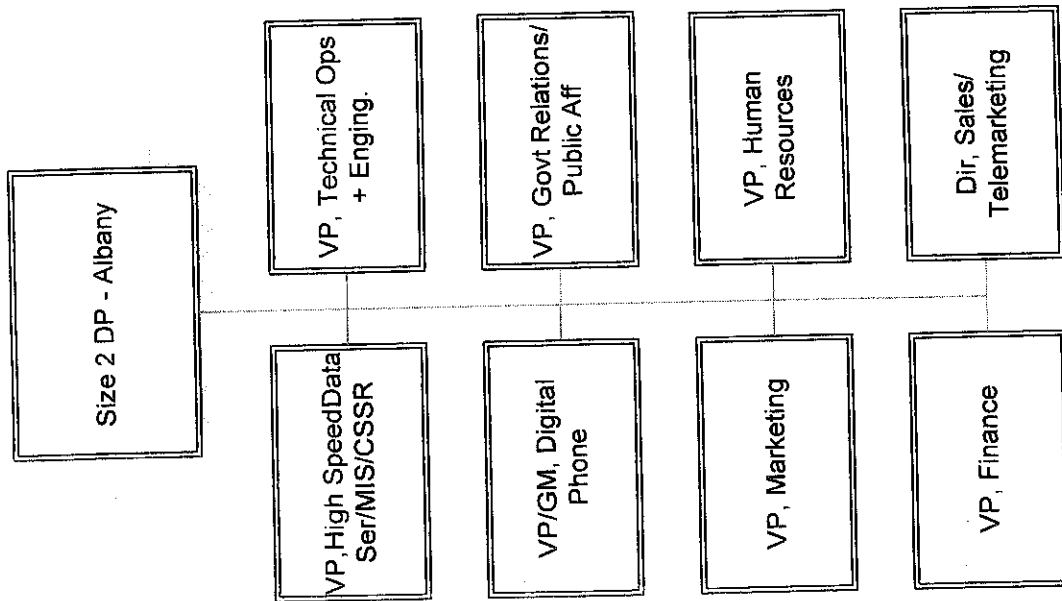 Size 2 DP - Albany
VP,High SpeedData
Ser/MIS/CSSR
VP, Technical Ops
+ Enging.
VP/GM, Digital
Phone
VP, Govt Relations/
Public Aff
VP, Marketing
VP, Human
Resources
VP, Finance
Dir, Sales/
Telemarketing